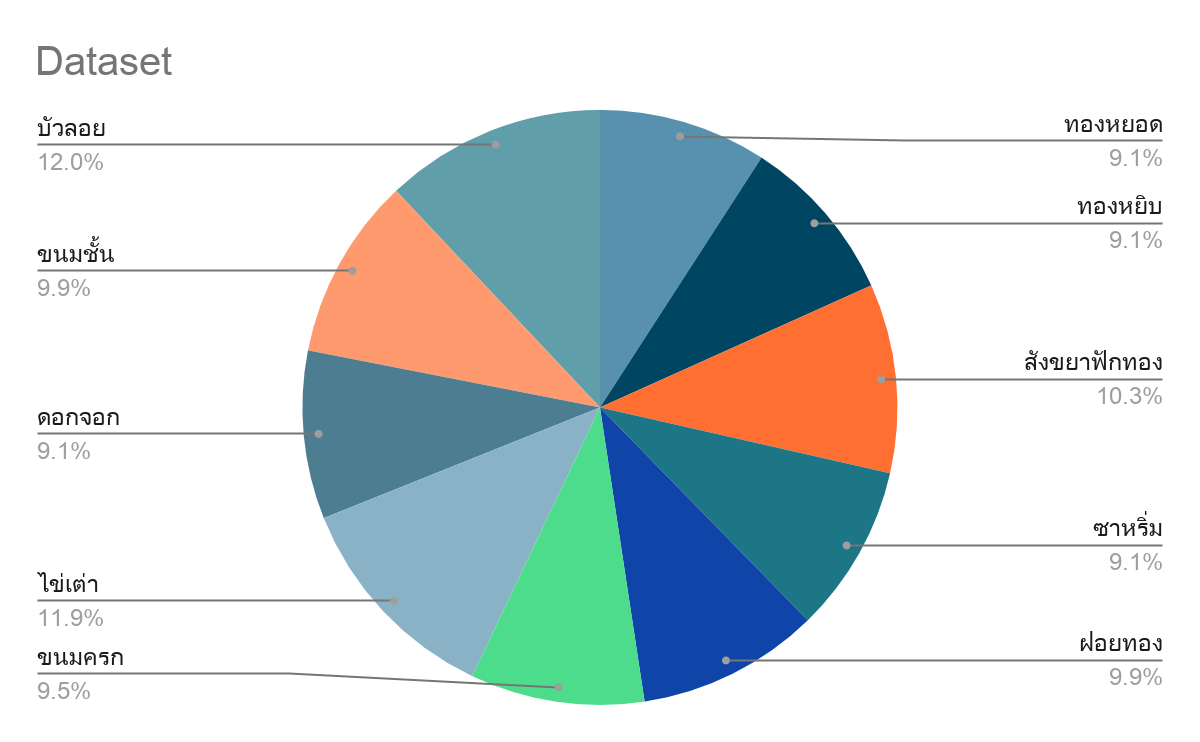 Dataset
บัวลอย
12.0%
ขนมชั้น
9.9%
ดอกจอก
9.1%
ไข่เต่า
11.9%
ขนมครก
9.5%
ทองหยอด
9.1%
ทองหยิบ
9.1%
สังขยาฟักทอง
10.3%
ซาหริ่ม
9.1%
ฝอยทอง
9.9%